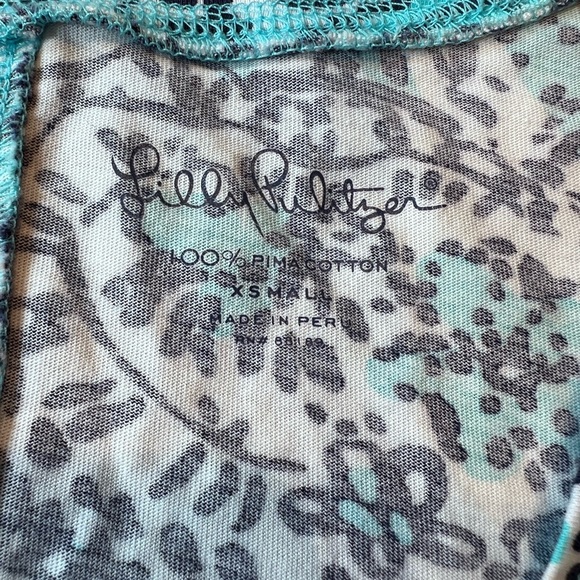 Lilly Pulitzer®
100% PIMA COTTON
XSMALL
MADE IN PERU